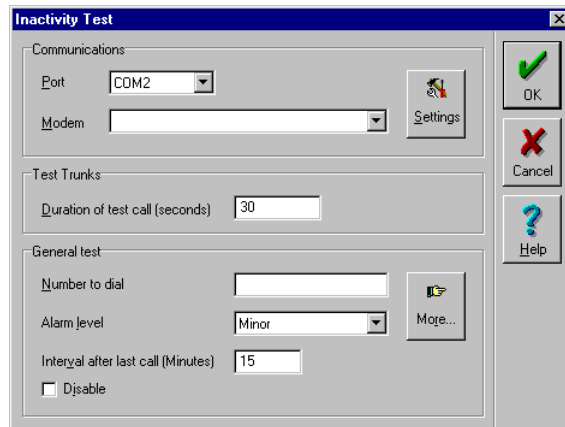 Inactivity Test
Communications
Port COM2
Modem
Settings
Test Trunks
Duration of test call (seconds) 30
General test
Number to dial
Alarm level Minor
More...
Interval after last call (Minutes) 15
Disable
OK
Cancel
Help